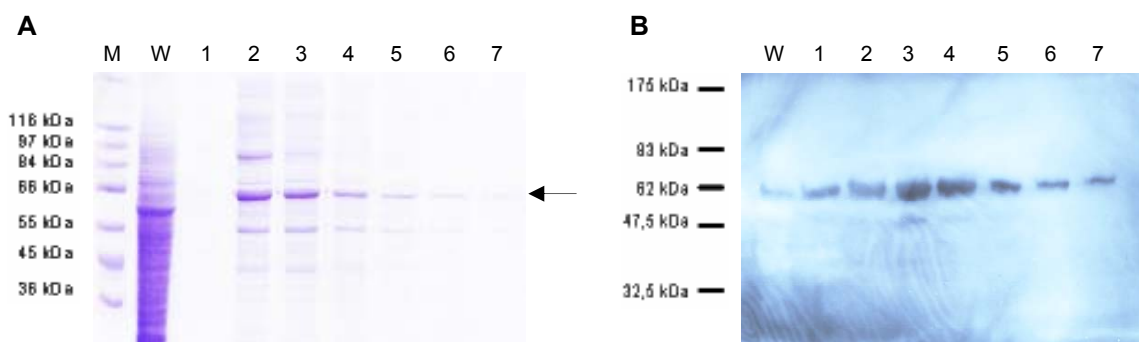 A
M W 1 2 3 4 5 6 7
116 kDa
97 kDa
84 kDa
66 kDa
55 kDa
45 kDa
36 kDa
B
W 1 2 3 4 5 6 7
175 kDa
83 kDa
62 kDa
47,5 kDa
32,5 kDa